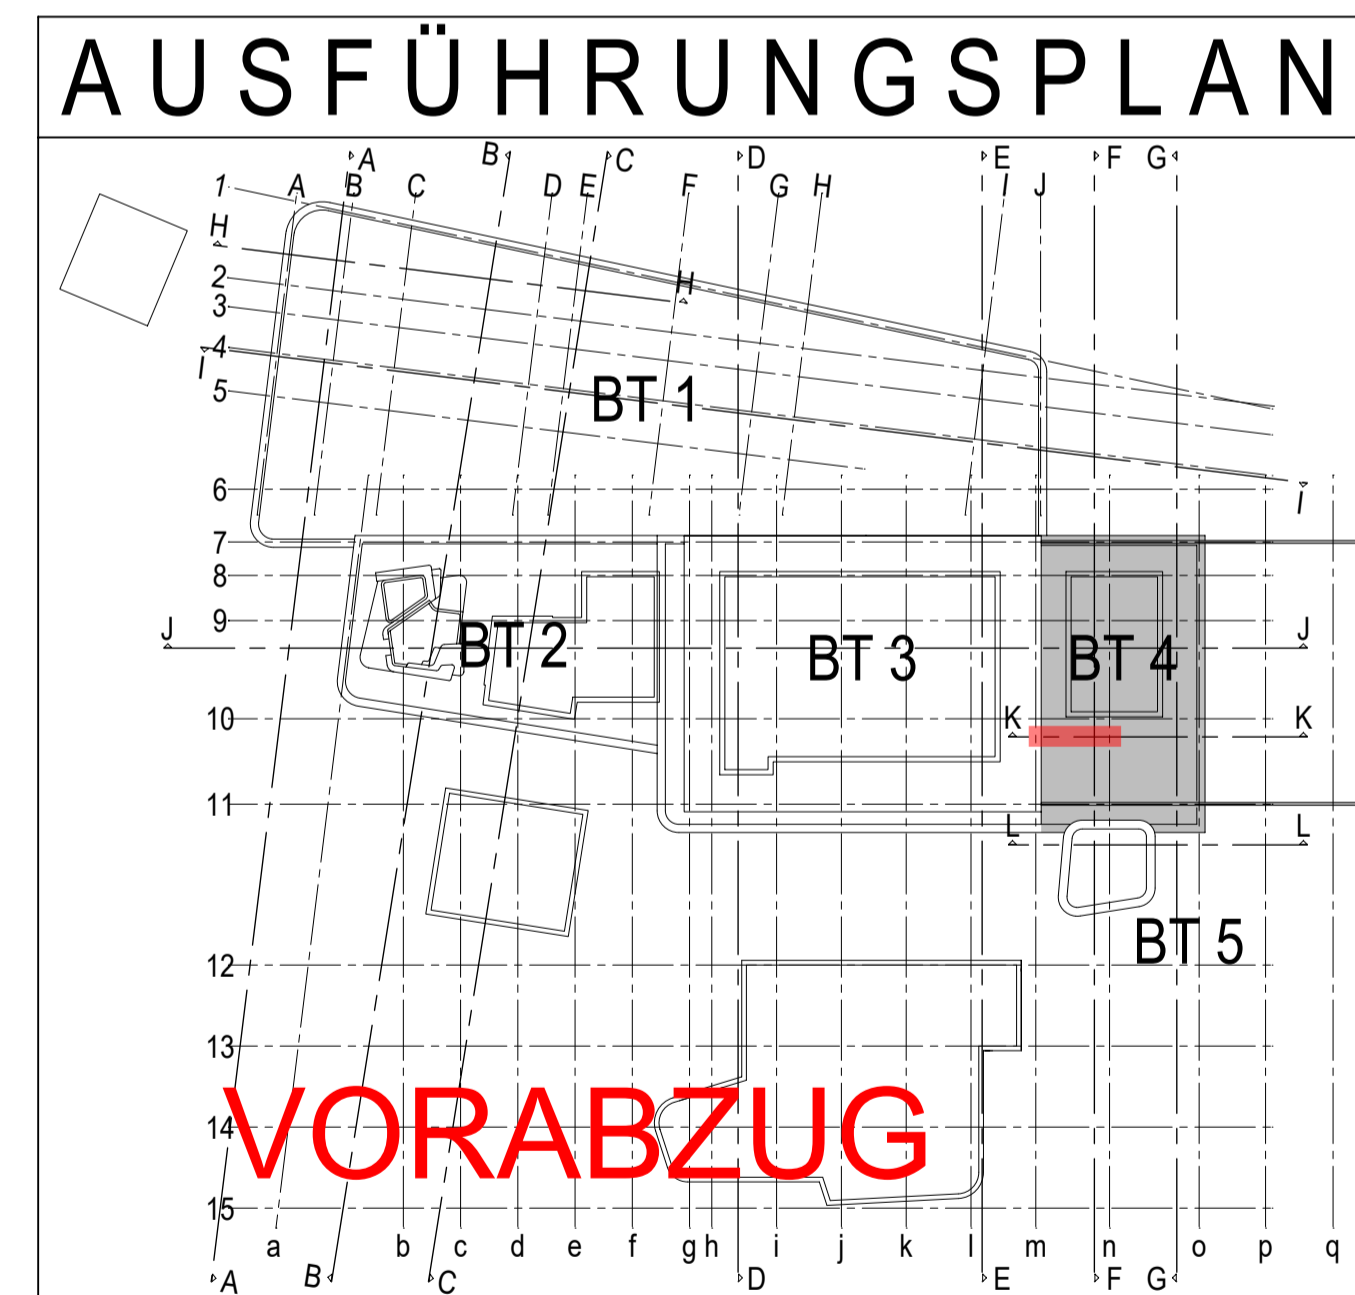 AUSFÜHRUNGSPLAN
A B C D E F G
1 A B C D E F G H I J
H
H
2
3
4
I
5
BT 1
6
I
7
8
9
J
J
BT 2 BT 3 BT 4
10
K K
11
L L
BT 5
12
13
VORABZUG
14
15
a b c d e f g h i j k l m n o p q
A B C D E F G